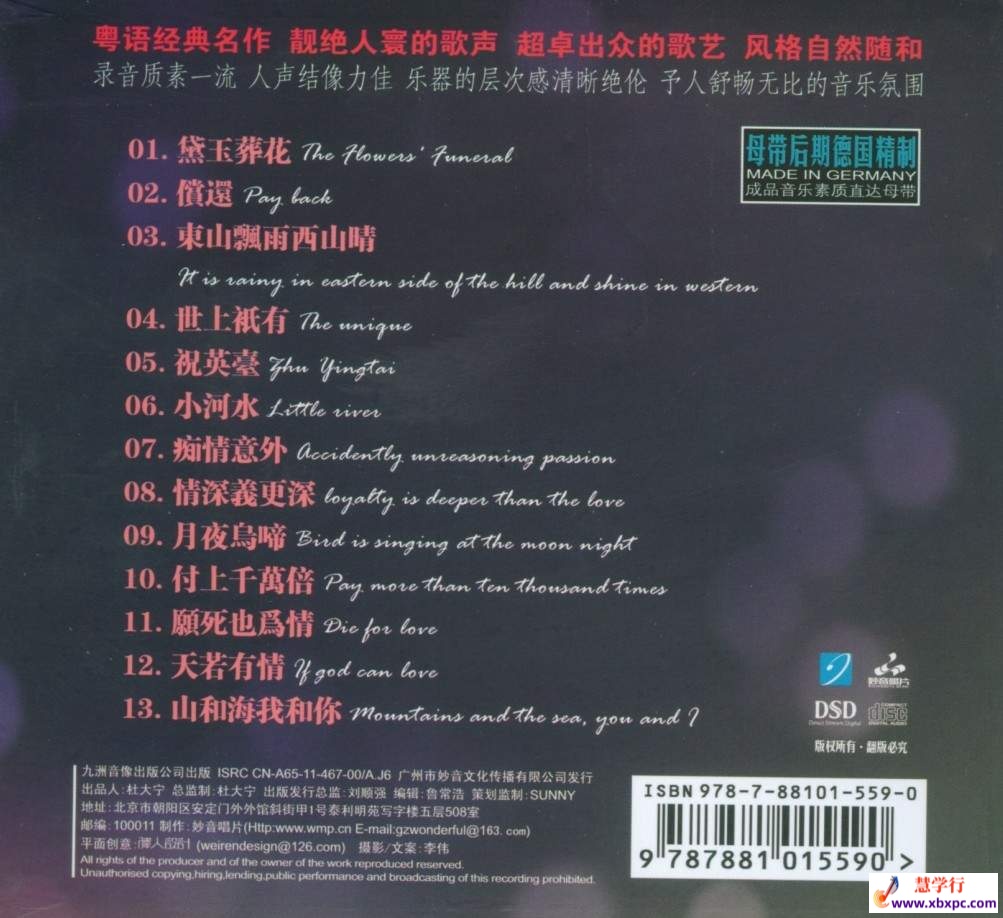 粤语经典名作 靓绝人寰的歌声 超卓出众的歌艺 风格自然随和
录音质素一流 人声结像力佳 乐器的层次感清晰绝伦 予人舒畅无比的音乐氛围
母带后期德国精制
MADE IN GERMANY
成品音乐素质直达母带
01. 黛玉葬花 The Flowers' Funeral
02. 償還 Pay back
03. 東山飄雨西山晴
It is rainy in eastern side of the hill and shine in western
04. 世上衹有 The unique
05. 祝英臺 Zhu Yingtai
06. 小河水 Little river
07. 痴情意外 Accidently unreasoning passion
08. 情深義更深 loyalty is deeper than the love
09. 月夜烏啼 Bird is singing at the moon night
10. 付上千萬倍 Pay more than ten thousand times
11. 願死也爲情 Die for love
12. 天若有情 If god can love
13. 山和海我和你 Mountains and the sea, you and I
妙音唱片
DSD
Direct Stream Digital
COMPACT
disc
DIGITAL AUDIO
版权所有·翻版必究
九洲音像出版公司出版 ISRC CN-A65-11-467-00/A.J6 广州市妙音文化传播有限公司发行
出品人: 杜大宁 总监制: 杜大宁 出版发行总监: 刘顺强 编辑: 鲁常浩 策划监制: SUNNY
地址: 北京市朝阳区安定门外外馆斜街甲1号泰利明苑写字楼五层508室
邮编: 100011 制作: 妙音唱片(Http:www.wmp.cn E-mail:gzwonderful@163.com)
平面创意: (weirendesign@126.com) 摄影/文案: 李伟
All rights of the producer and of the owner of the work reproduced reserved.
Unauthorised copying,hiring,lending,public performance and broadcasting of this recording prohibited.
ISBN 978-7-88101-559-0
9 787881 015590 >
慧学行
www.xbxpc.com